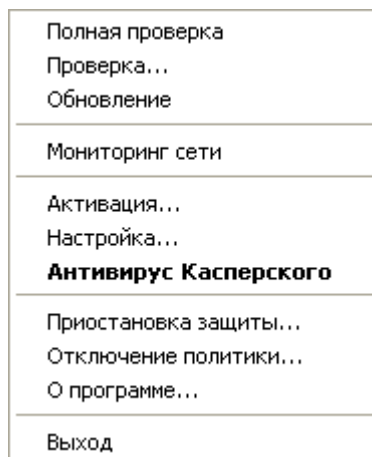 Полная проверка
Проверка...
Обновление
Мониторинг сети
Активация...
Настройка...
Антивирус Касперского
Приостановка защиты...
Отключение политики...
О программе...
Выход